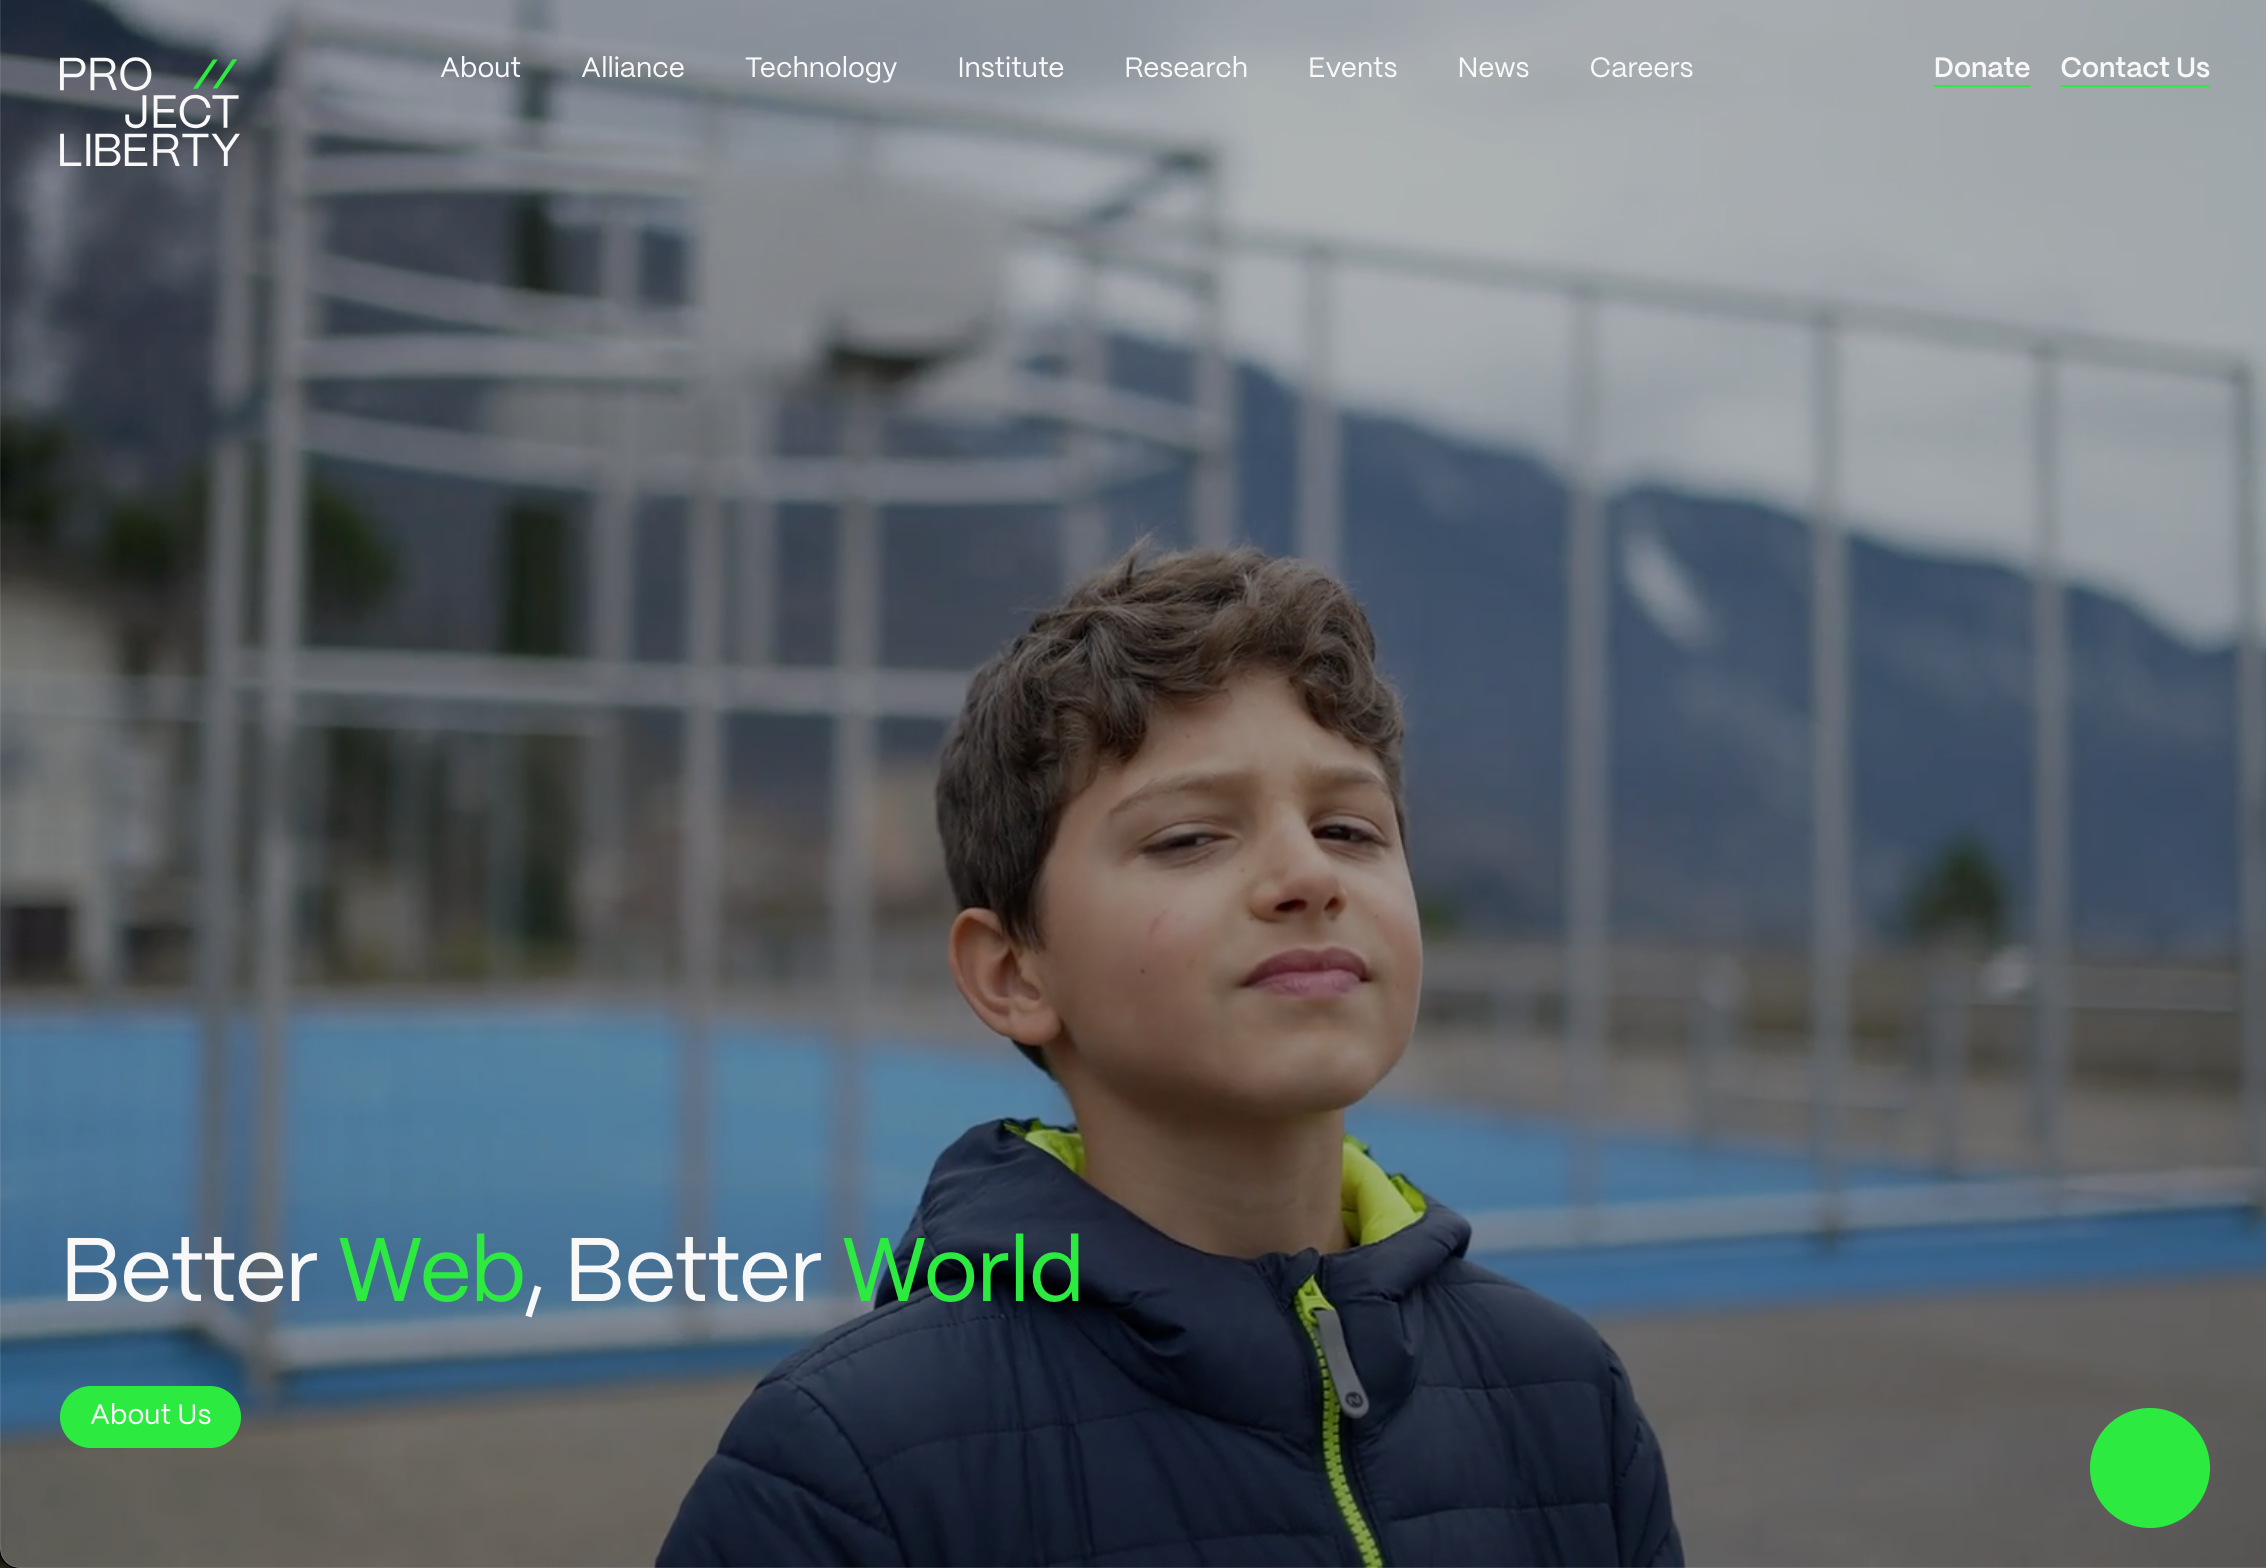 PRO//
JECT
LIBERTY
About Alliance Technology Institute Research Events News Careers Donate Contact Us
Better Web, Better World
About Us